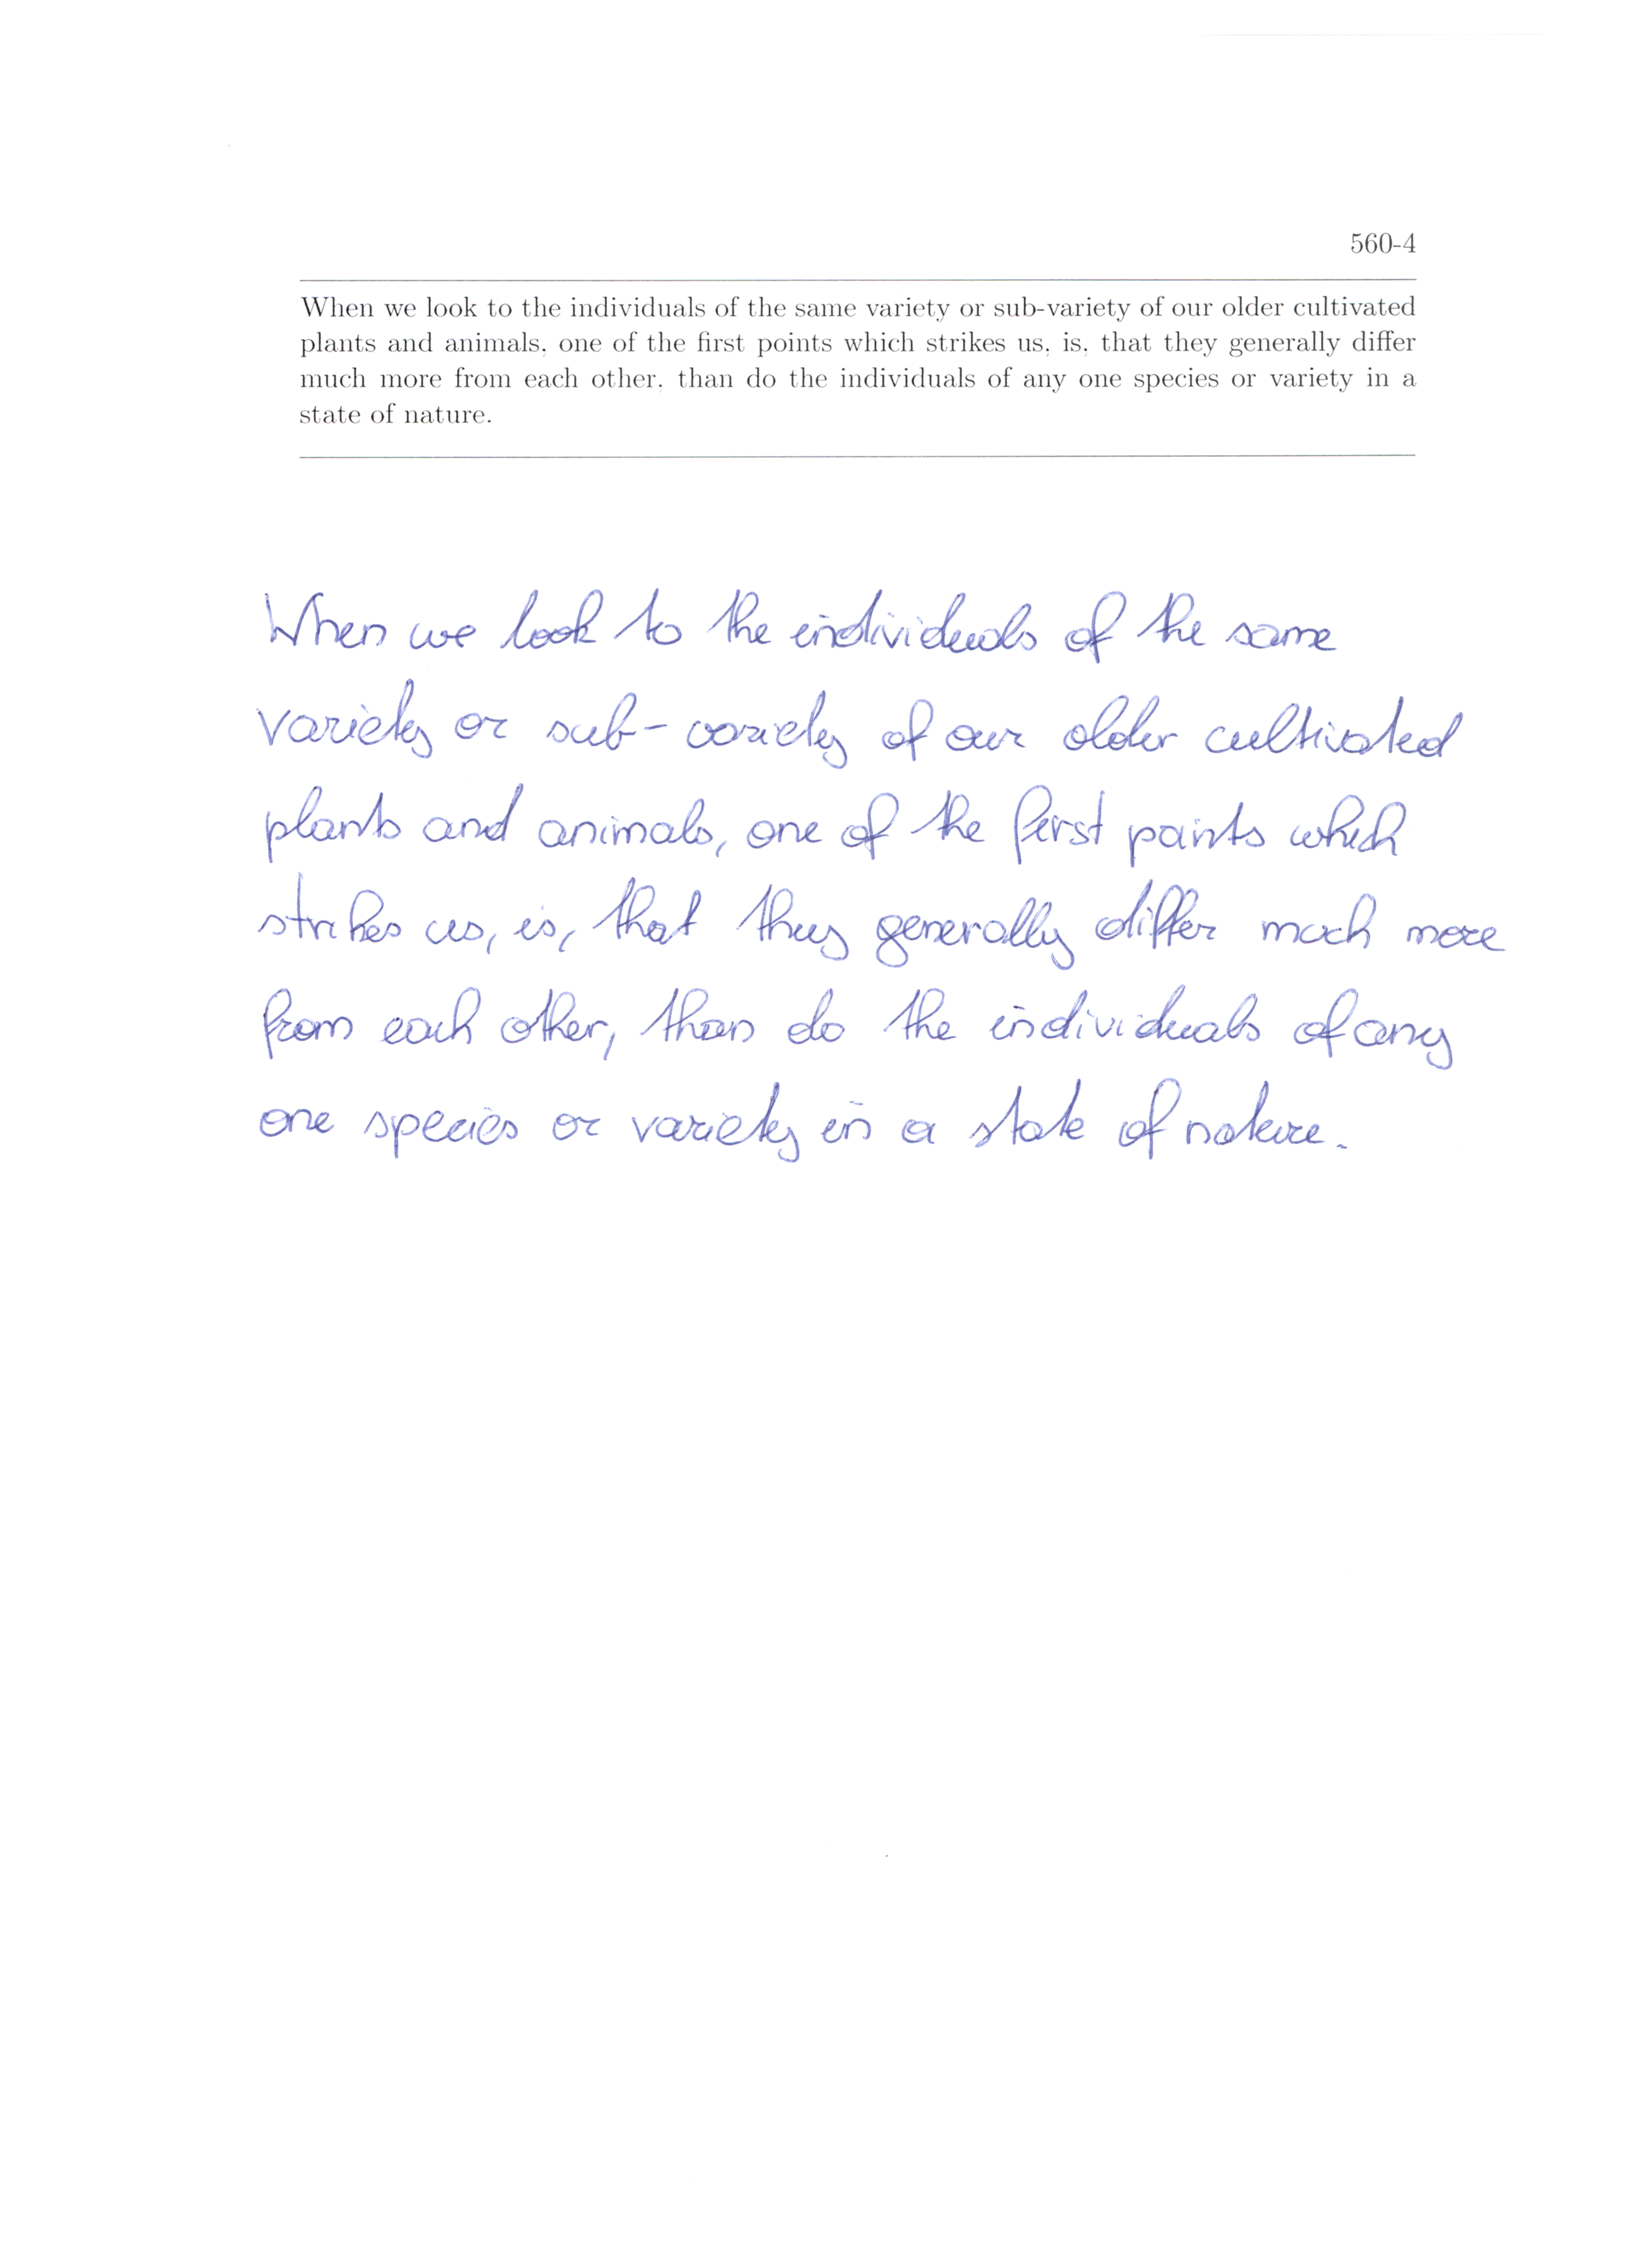 560-4
When we look to the individuals of the same variety or sub-variety of our older cultivated
plants and animals, one of the first points which strikes us, is, that they generally differ
much more from each other, than do the individuals of any one species or variety in a
state of nature.
When we look to the individuals of the same
variety or sub-variety of our older cultivated
plants and animals, one of the first points which
strikes us, is, that they generally differ much more
from each other, than do the individuals of any
one species or variety in a state of nature.